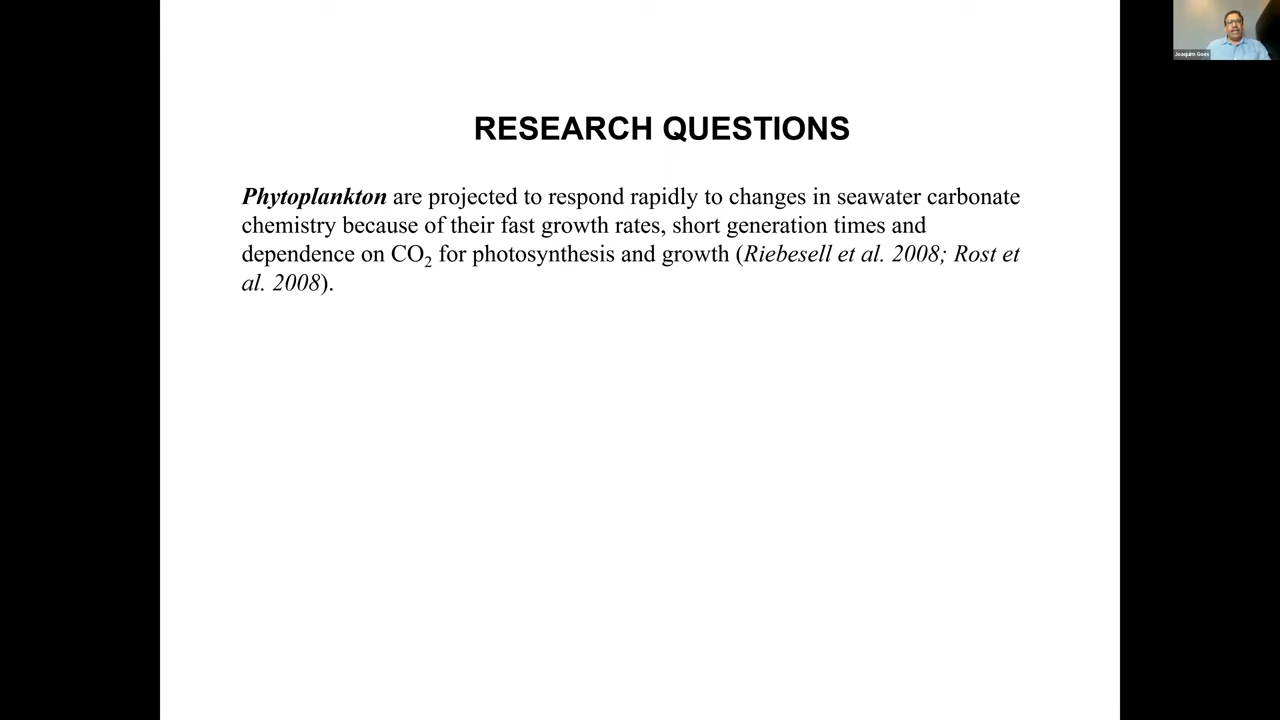 Joaquim Goes
RESEARCH QUESTIONS
Phytoplankton are projected to respond rapidly to changes in seawater carbonate
chemistry because of their fast growth rates, short generation times and
dependence on CO₂ for photosynthesis and growth (Riebesell et al. 2008; Rost et
al. 2008).